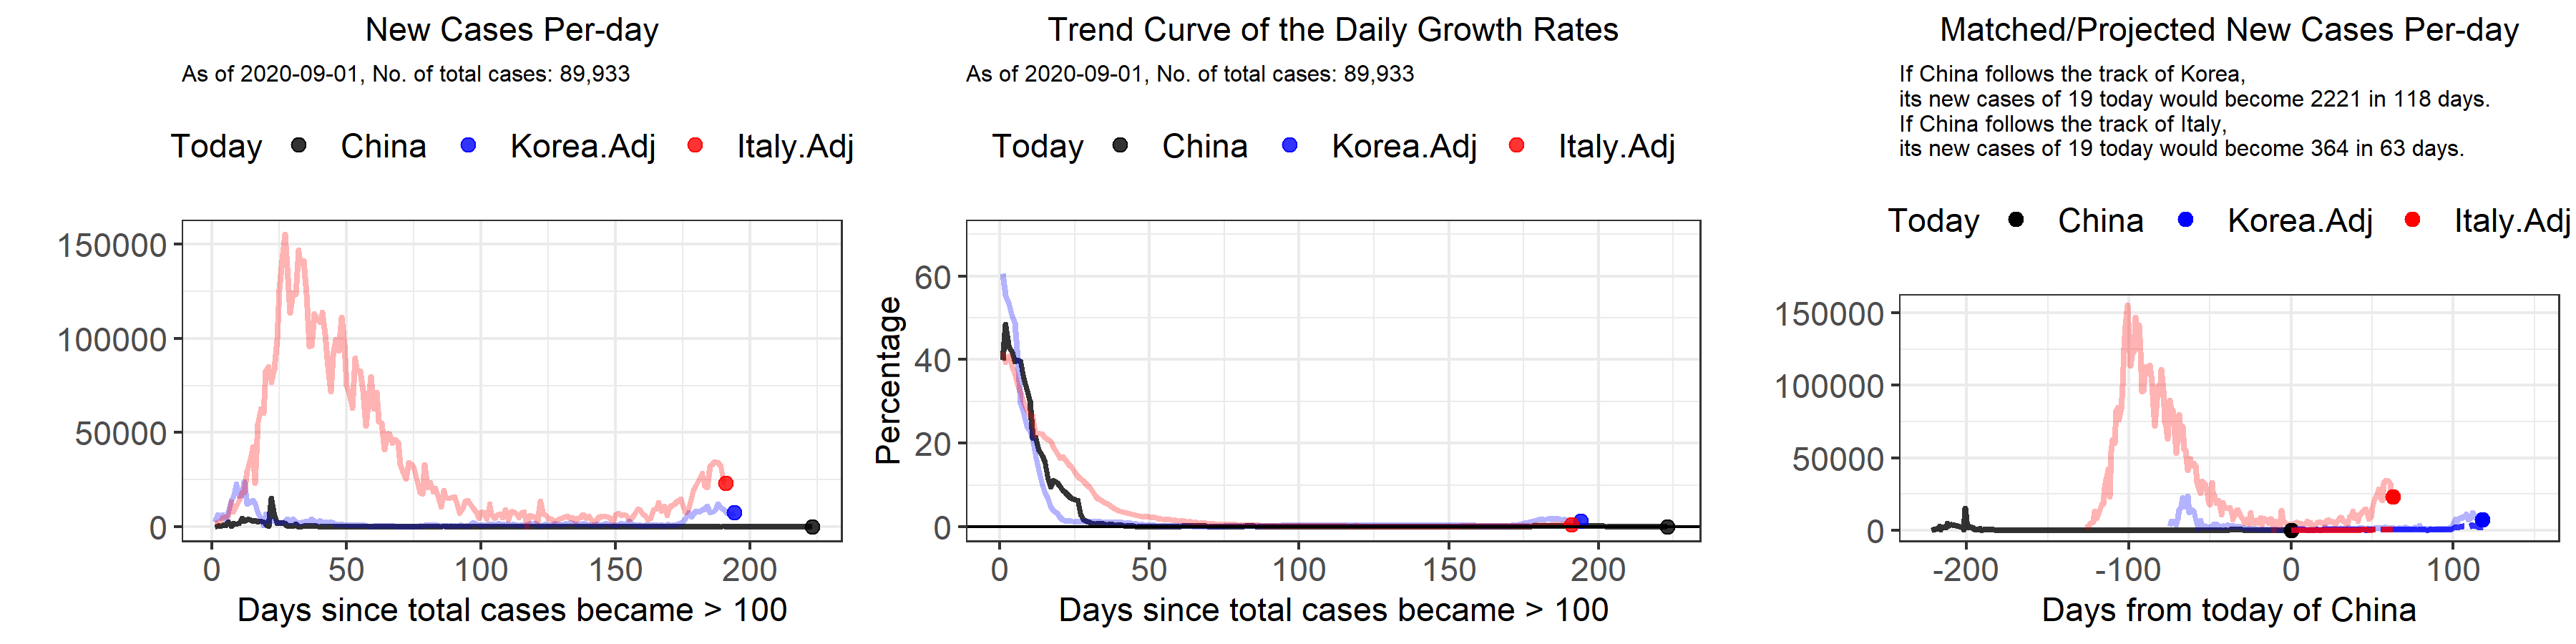 New Cases Per-day
As of 2020-09-01, No. of total cases: 89,933
Today China Korea.Adj Italy.Adj
150000
100000
50000
0
0 50 100 150 200
Days since total cases became > 100
Trend Curve of the Daily Growth Rates
As of 2020-09-01, No. of total cases: 89,933
Today China Korea.Adj Italy.Adj
Percentage
60
40
20
0
0 50 100 150 200
Days since total cases became > 100
Matched/Projected New Cases Per-day
If China follows the track of Korea,
its new cases of 19 today would become 2221 in 118 days.
If China follows the track of Italy,
its new cases of 19 today would become 364 in 63 days.
Today China Korea.Adj Italy.Adj
150000
100000
50000
0
-200 -100 0 100
Days from today of China